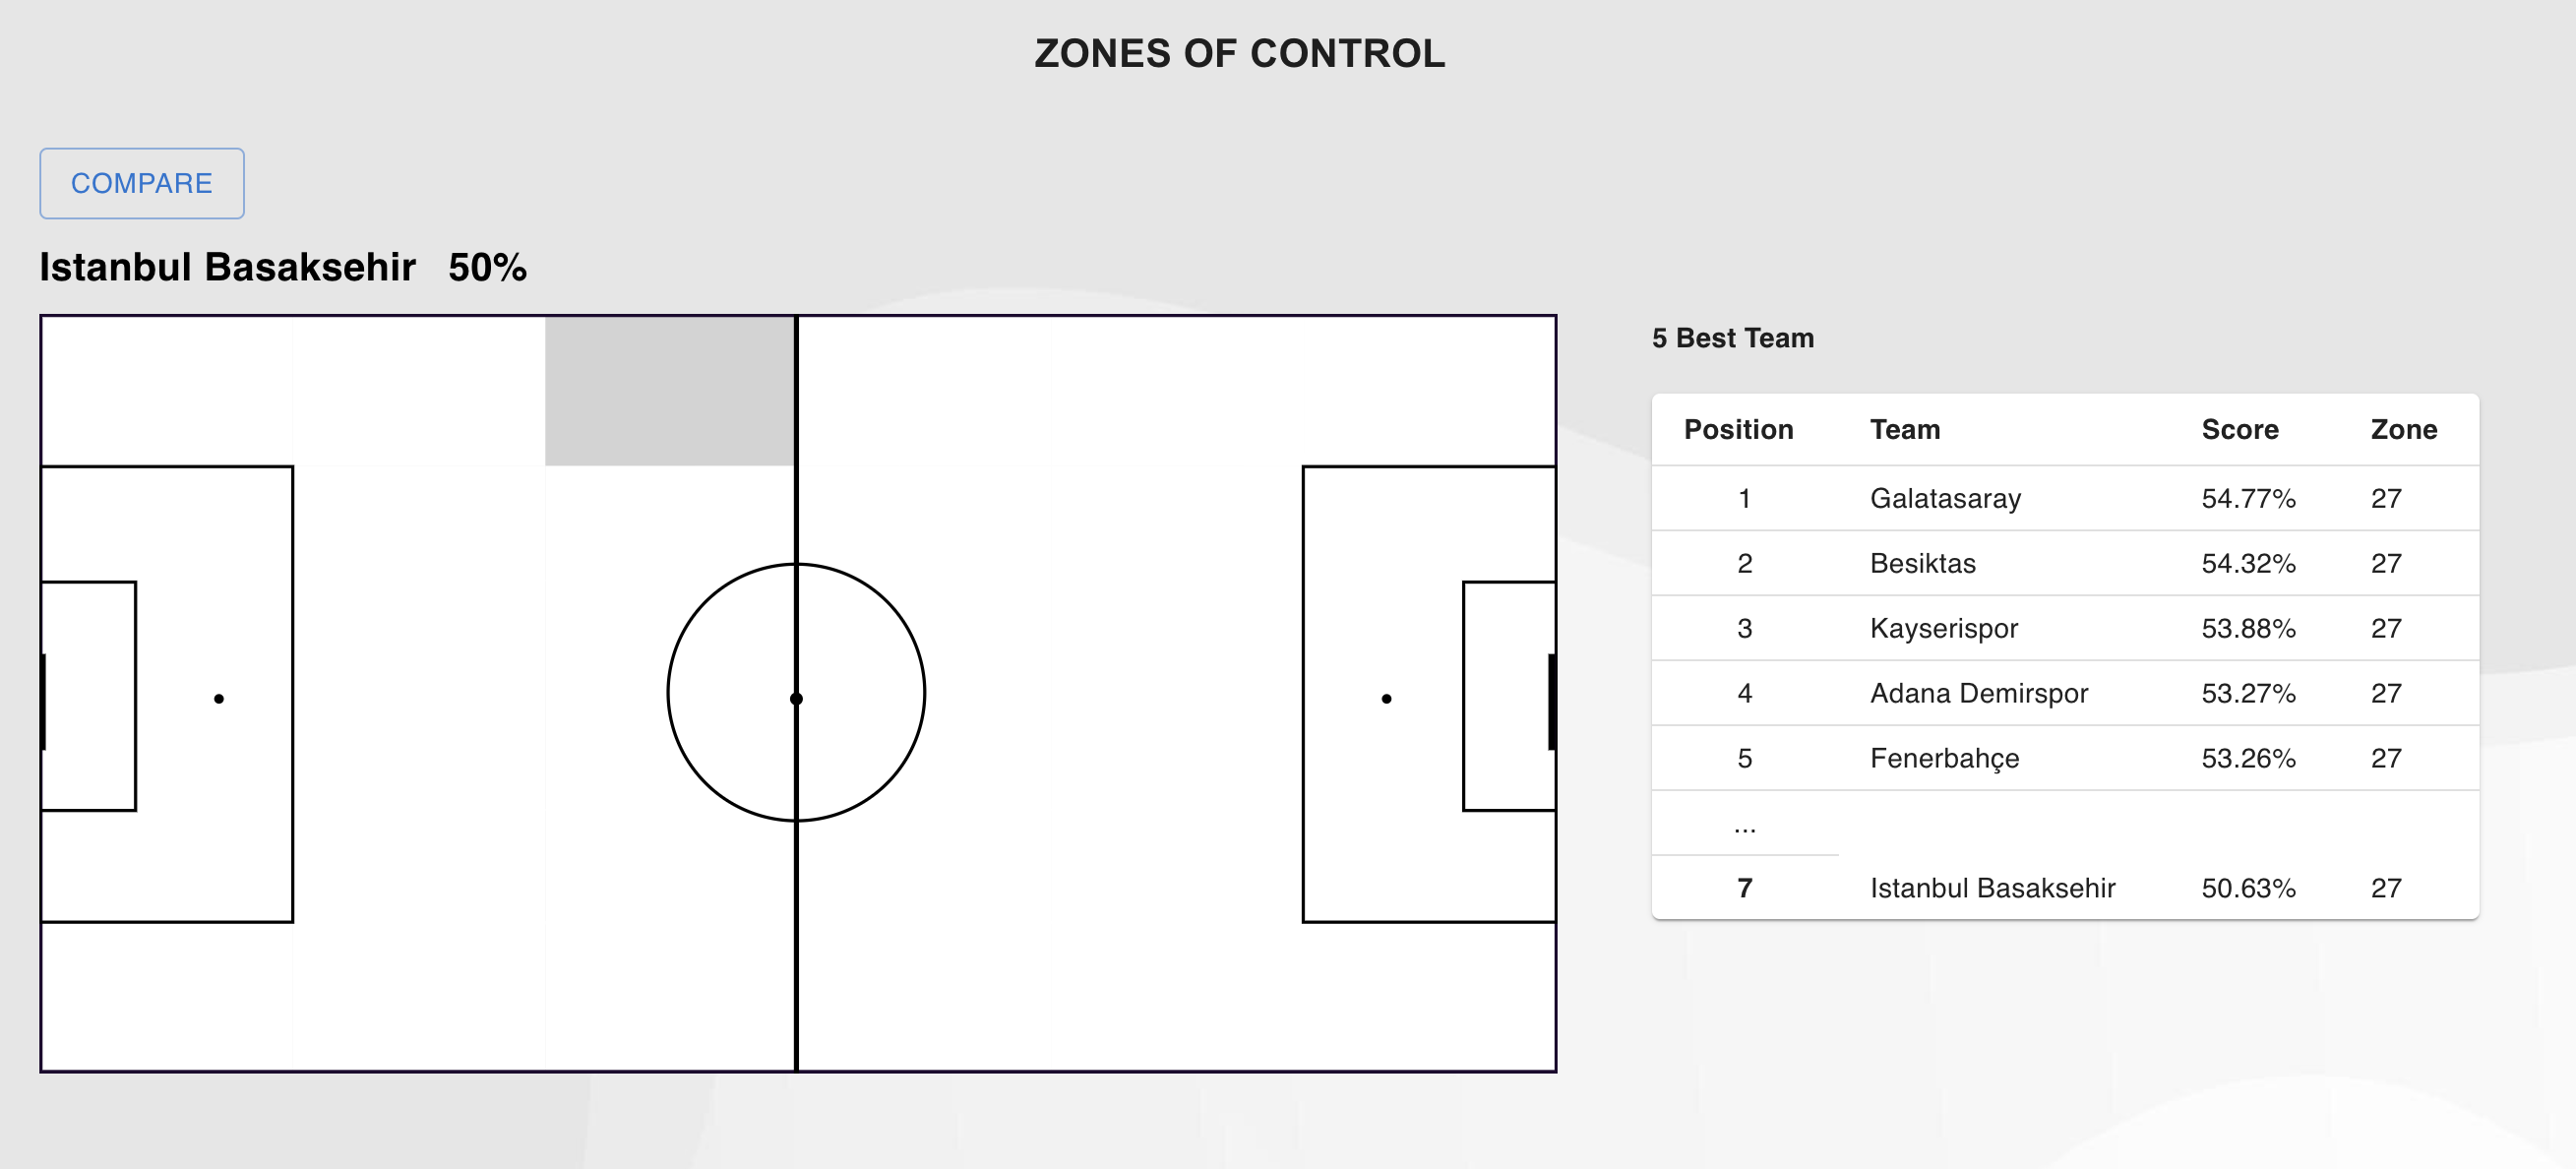 ZONES OF CONTROL
COMPARE
Istanbul Basaksehir 50%
5 Best Team
Position Team Score Zone
1 Galatasaray 54.77% 27
2 Besiktas 54.32% 27
3 Kayserispor 53.88% 27
4 Adana Demirspor 53.27% 27
5 Fenerbahçe 53.26% 27
...
7 Istanbul Basaksehir 50.63% 27